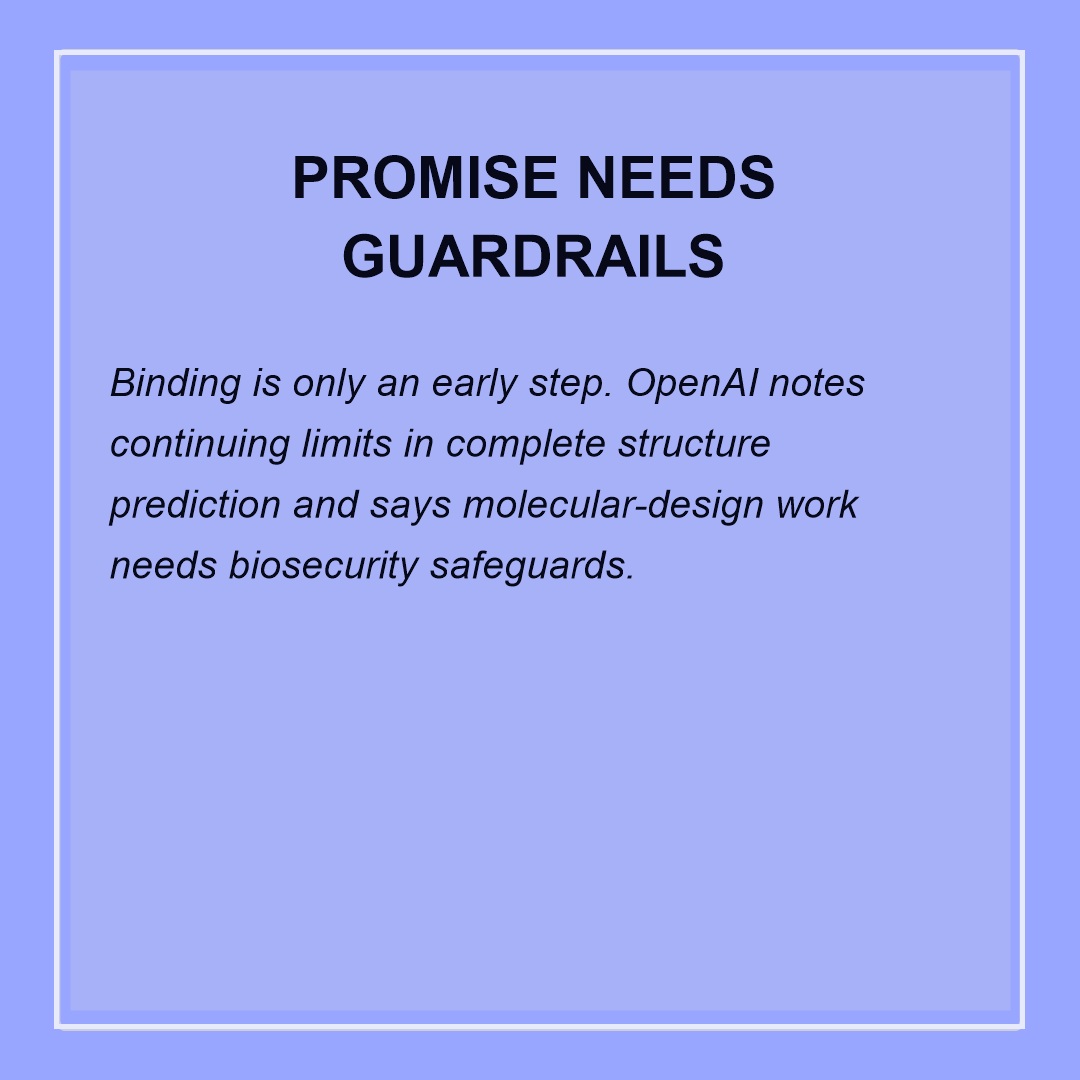 PROMISE NEEDS
GUARDRAILS
Binding is only an early step. OpenAI notes
continuing limits in complete structure
prediction and says molecular-design work
needs biosecurity safeguards.